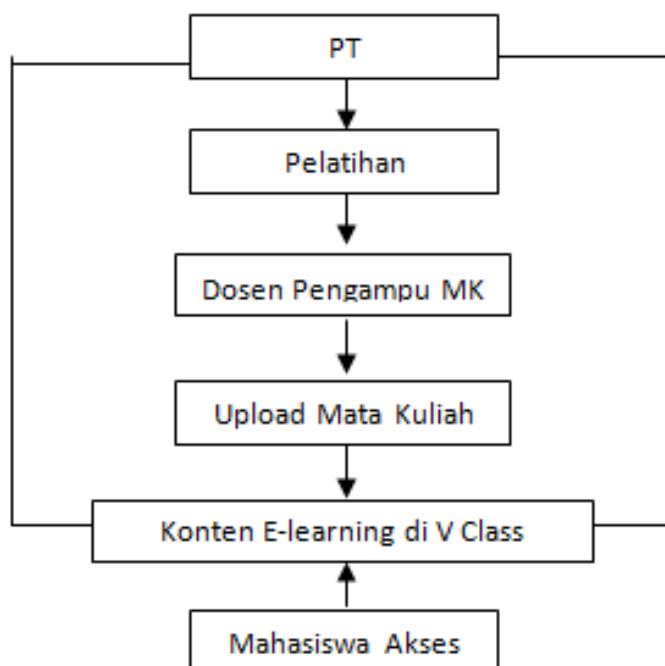 PT
Pelatihan
Dosen Pengampu MK
Upload Mata Kuliah
Konten E-learning di V Class
Mahasiswa Akses